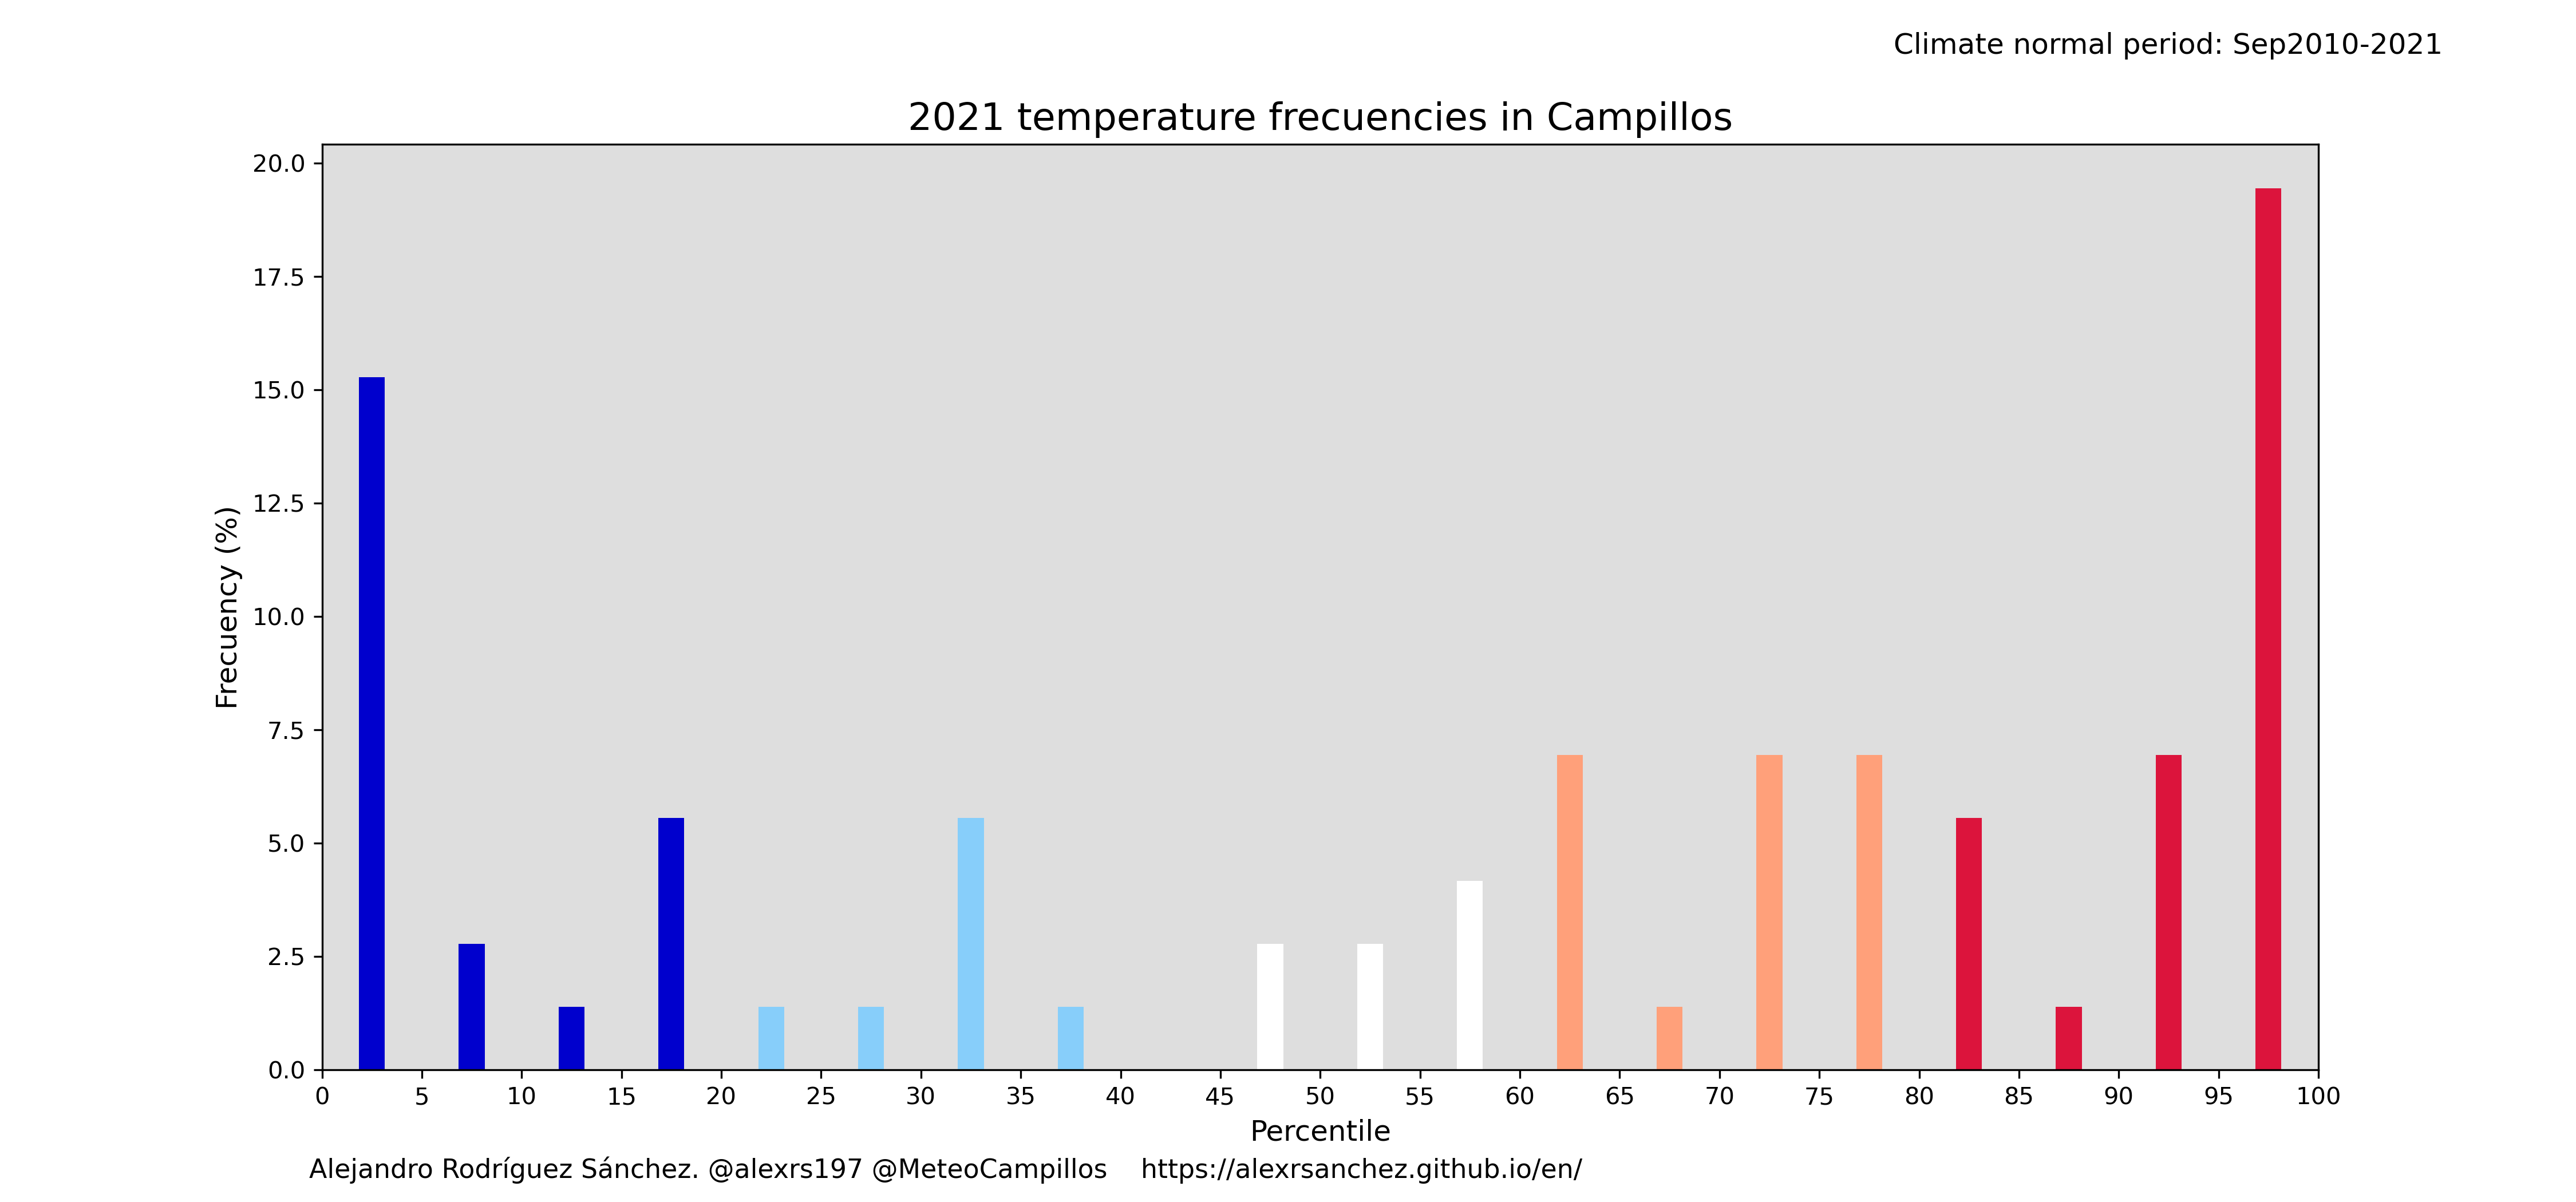 Climate normal period: Sep2010-2021
2021 temperature frecuencies in Campillos
20.0
17.5
15.0
12.5
10.0
7.5
5.0
2.5
0.0
Frecuency (%)
0 5 10 15 20 25 30 35 40 45 50 55 60 65 70 75 80 85 90 95 100
Percentile
Alejandro Rodríguez Sánchez. @alexrs197 @MeteoCampillos https://alexrsanchez.github.io/en/